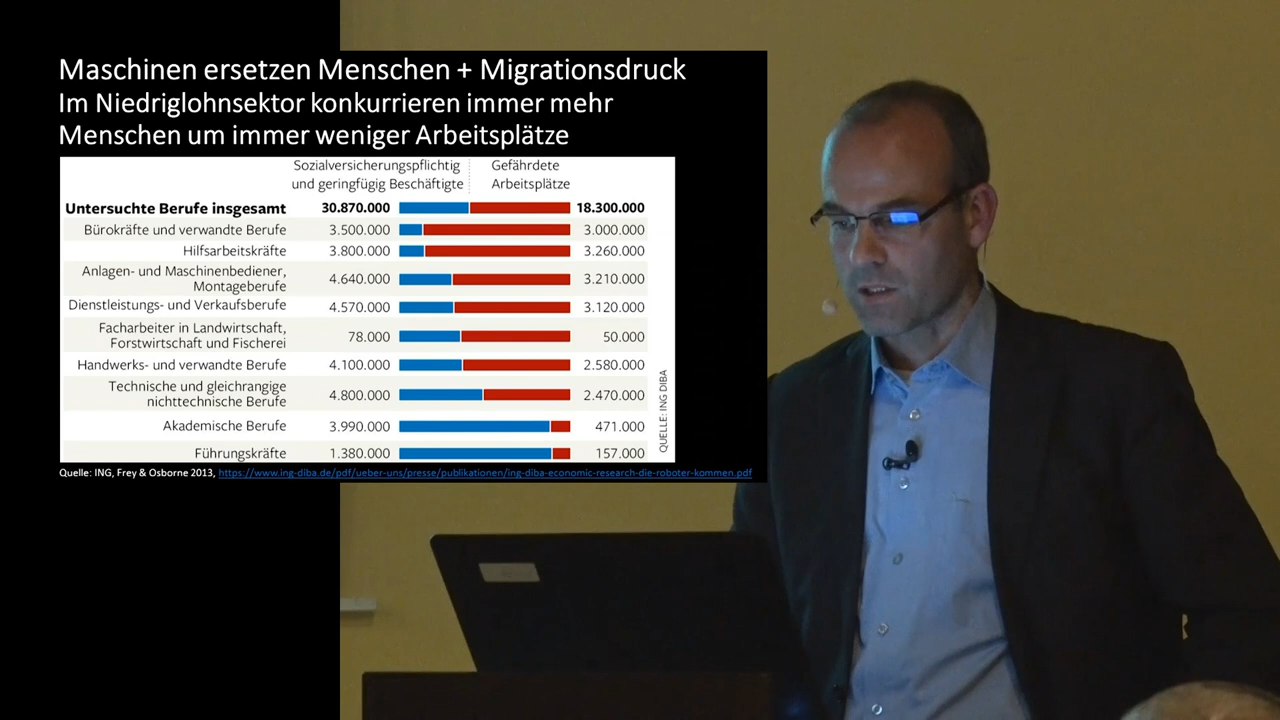 Maschinen ersetzen Menschen + Migrationsdruck
Im Niedriglohnsektor konkurrieren immer mehr
Menschen um immer weniger Arbeitsplätze
Sozialversicherungspflichtig
und geringfügig Beschäftigte
Gefährdete
Arbeitsplätze
Untersuchte Berufe insgesamt 30.870.000 18.300.000
Bürokräfte und verwandte Berufe 3.500.000 3.000.000
Hilfsarbeitskräfte 3.800.000 3.260.000
Anlagen- und Maschinenbediener,
Montageberufe 4.640.000 3.210.000
Dienstleistungs- und Verkaufsberufe 4.570.000 3.120.000
Facharbeiter in Landwirtschaft,
Forstwirtschaft und Fischerei 78.000 50.000
Handwerks- und verwandte Berufe 4.100.000 2.580.000
Technische und gleichrangige
nichttechnische Berufe 4.800.000 2.470.000
Akademische Berufe 3.990.000 471.000
Führungskräfte 1.380.000 157.000
QUELLE: ING DIBA
Quelle: ING, Frey & Osborne 2013, https://www.ing-diba.de/pdf/ueber-uns/presse/publikationen/ing-diba-economic-research-die-roboter-kommen.pdf